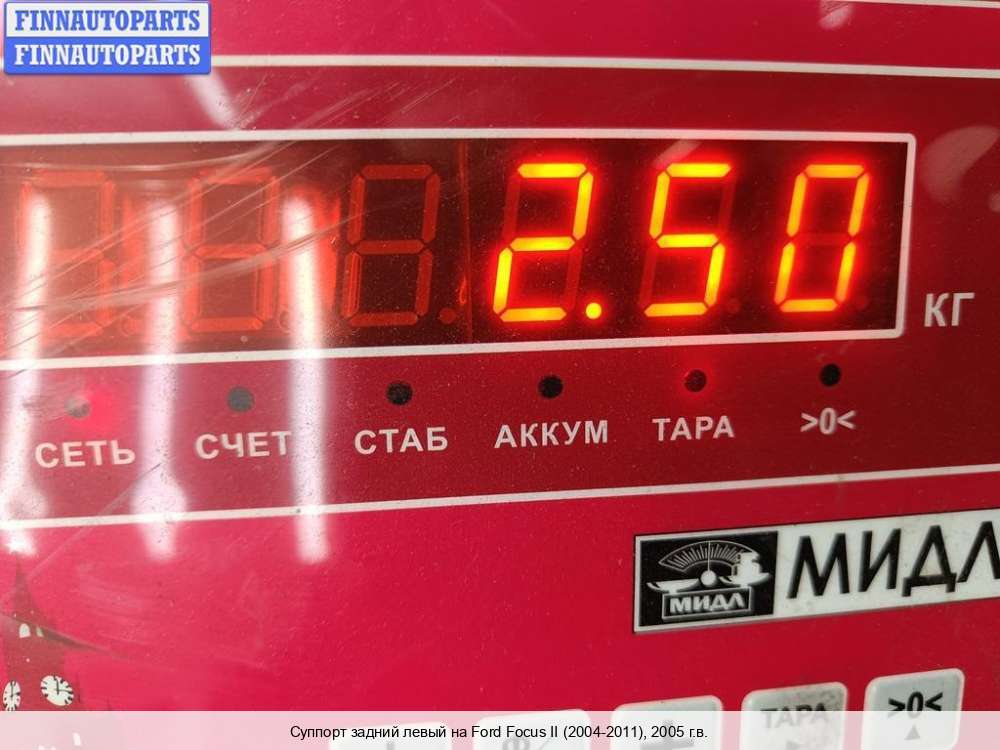 FINNAUTOPARTS
FINNAUTOPARTS
2.50
КГ
СЕТЬ СЧЕТ СТАБ АККУМ ТАРА >0<
МИДЛ МИДЛ
ТАРА >0<
Суппорт задний левый на Ford Focus II (2004-2011), 2005 г.в.